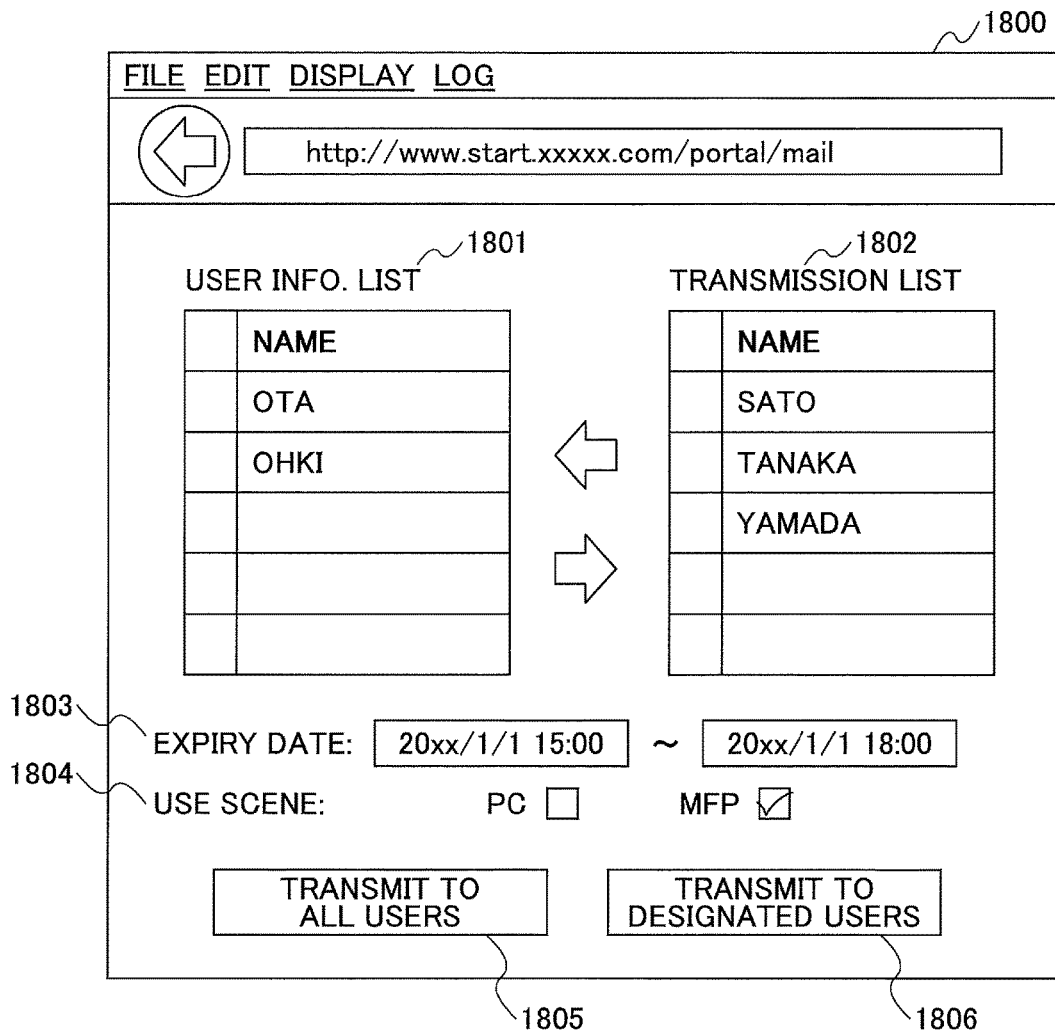 1800
FILE EDIT DISPLAY LOG
http://www.start.xxxxx.com/portal/mail
1801
1802
USER INFO. LIST
TRANSMISSION LIST
NAME
OTA
OHKI
NAME
SATO
TANAKA
YAMADA
1803
EXPIRY DATE: 20xx/1/1 15:00 ~ 20xx/1/1 18:00
1804
USE SCENE: PC MFP
TRANSMIT TO
ALL USERS
TRANSMIT TO
DESIGNATED USERS
1805
1806